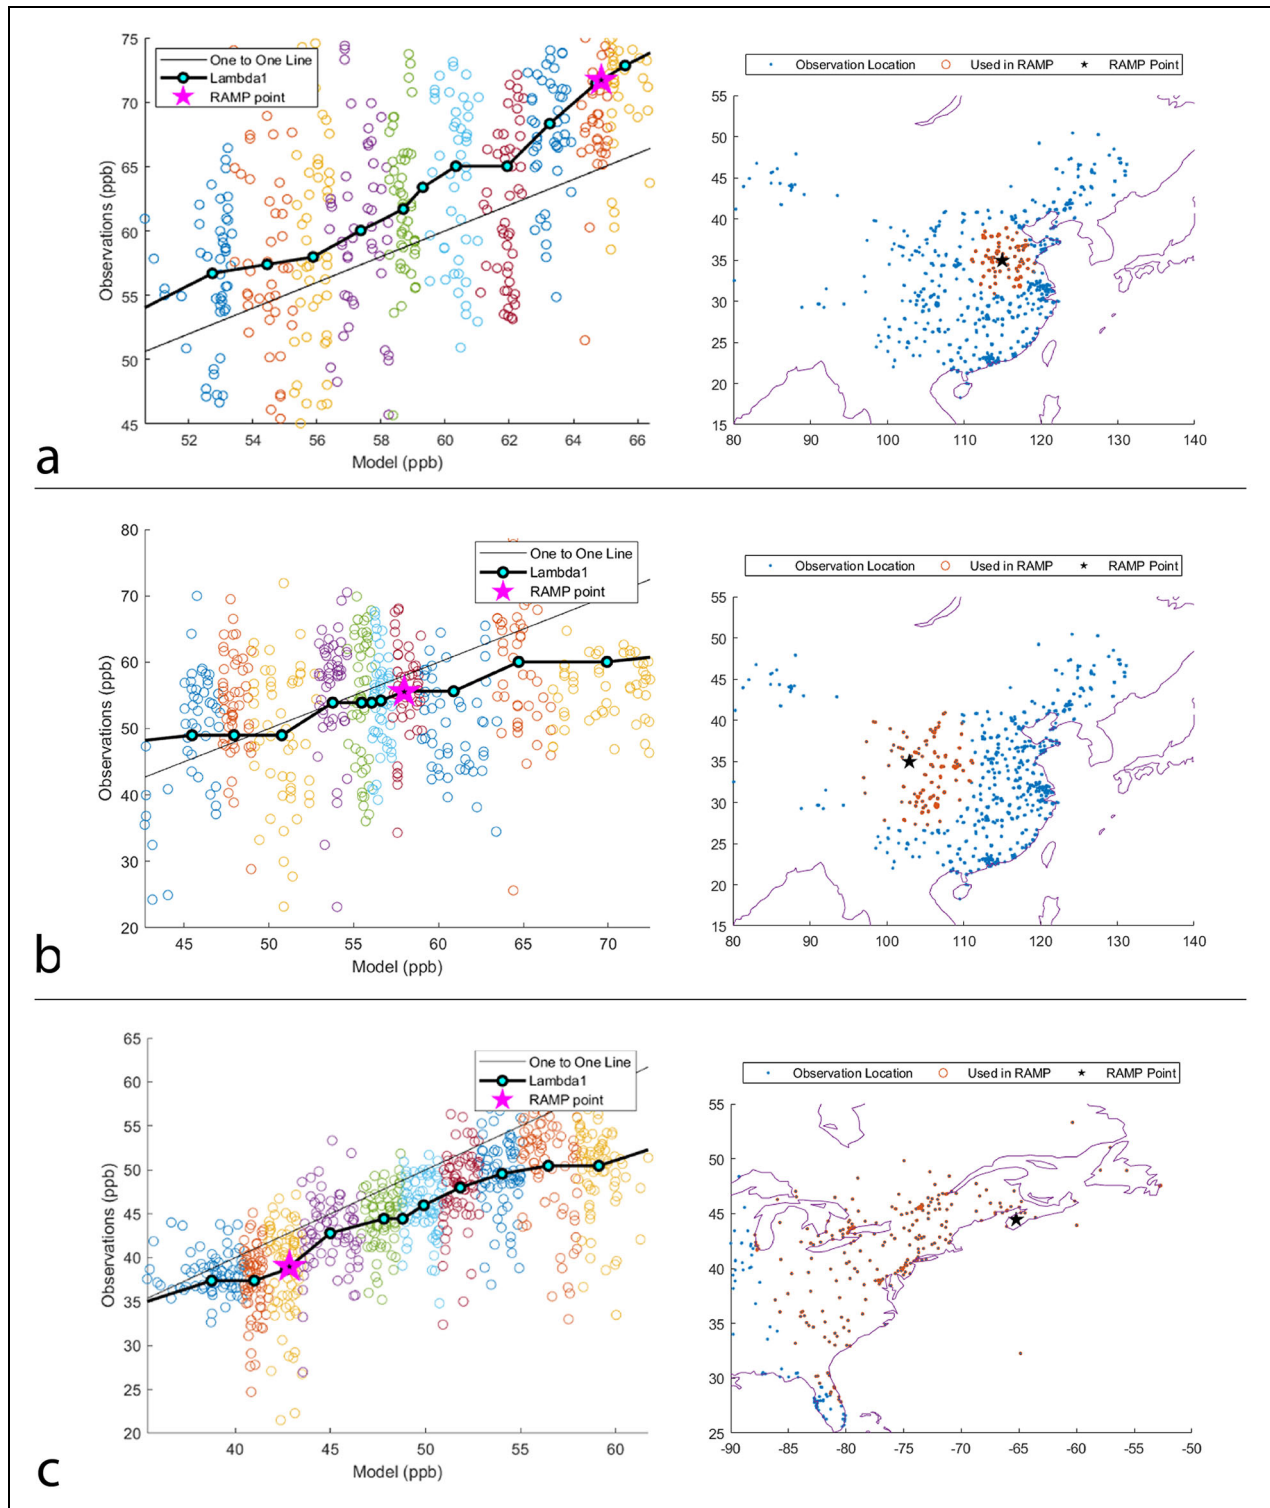 One to One Line
Lambda1
RAMP point
75
70
65
60
55
50
45
Observations (ppb)
52 54 56 58 60 62 64 66
Model (ppb)
Observation Location Used in RAMP RAMP Point
55
50
45
40
35
30
25
20
15
80 90 100 110 120 130 140
a
One to One Line
Lambda1
RAMP point
80
70
60
50
40
30
20
Observations (ppb)
45 50 55 60 65 70
Model (ppb)
Observation Location Used in RAMP RAMP Point
55
50
45
40
35
30
25
20
15
80 90 100 110 120 130 140
b
One to One Line
Lambda1
RAMP point
65
60
55
50
45
40
35
30
25
20
Observations (ppb)
40 45 50 55 60
Model (ppb)
Observation Location Used in RAMP RAMP Point
55
50
45
40
35
30
25
-90 -85 -80 -75 -70 -65 -60 -55 -50
c